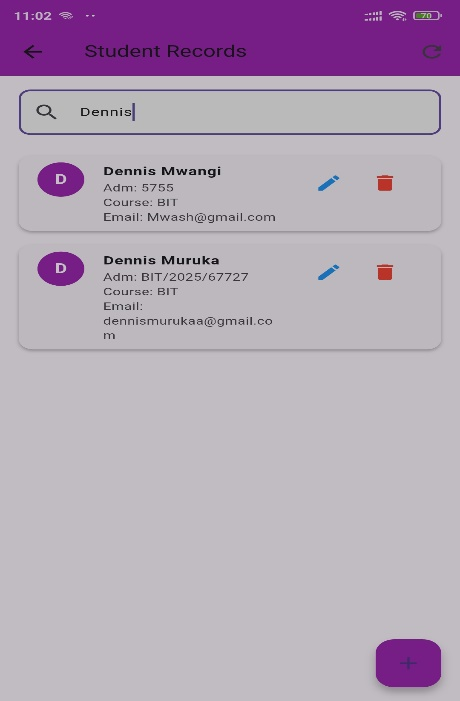 11:02
70
Student Records
Dennis
D
Dennis Mwangi
Adm: 5755
Course: BIT
Email: Mwash@gmail.com
D
Dennis Muruka
Adm: BIT/2025/67727
Course: BIT
Email:
dennismurukaa@gmail.co
m
+